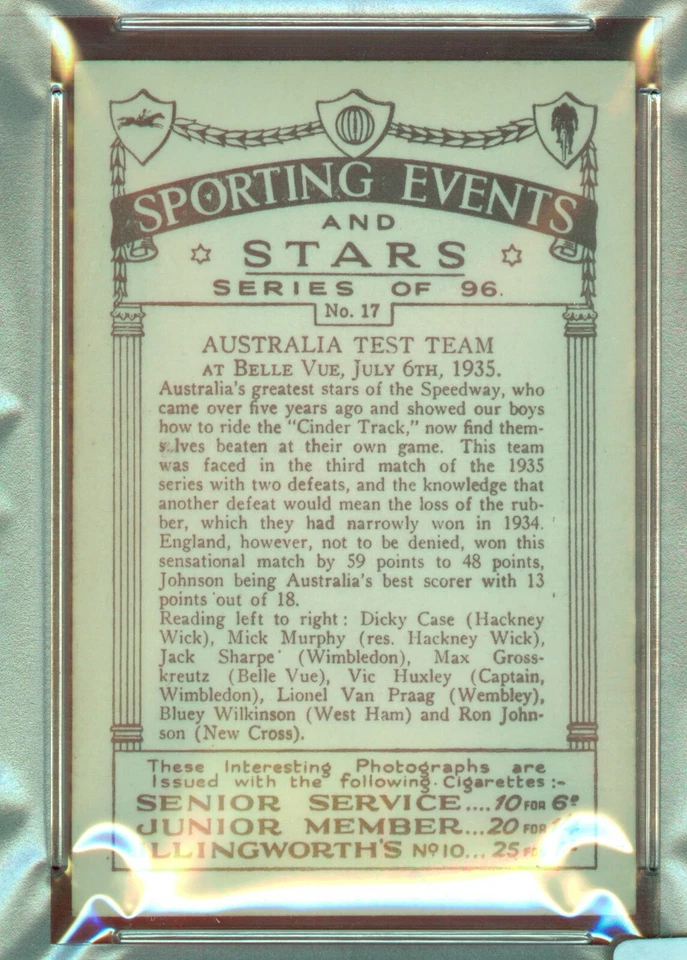 SPORTING EVENTS
AND
STARS
SERIES OF 96.
No. 17
AUSTRALIA TEST TEAM
AT BELLE VUE, JULY 6TH, 1935.
Australia's greatest stars of the Speedway, who
came over five years ago and showed our boys
how to ride the "Cinder Track," now find them-
selves beaten at their own game. This team
was faced in the third match of the 1935
series with two defeats, and the knowledge that
another defeat would mean the loss of the rub-
ber, which they had narrowly won in 1934.
England, however, not to be denied, won this
sensational match by 59 points to 48 points,
Johnson being Australia's best scorer with 13
points out of 18.
Reading left to right: Dicky Case (Hackney
Wick), Mick Murphy (res. Hackney Wick),
Jack Sharpe (Wimbledon), Max Gross-
kreutz (Belle Vue), Vic Huxley (Captain,
Wimbledon), Lionel Van Praag (Wembley),
Bluey Wilkinson (West Ham) and Ron John-
son (New Cross).
These Interesting Photographs are
Issued with the following Cigarettes:-
SENIOR SERVICE.... 10 FOR 6D
JUNIOR MEMBER... 20 FOR
ILLINGWORTH'S Nº10... 25